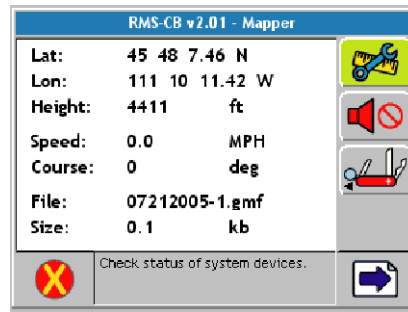 RMS-CB v2.01 - Mapper
Lat: 45 48 7.46 N
Lon: 111 10 11.42 W
Height: 4411 ft
Speed: 0.0 MPH
Course: 0 deg
File: 07212005-1.gmf
Size: 0.1 kb
Check status of system devices.